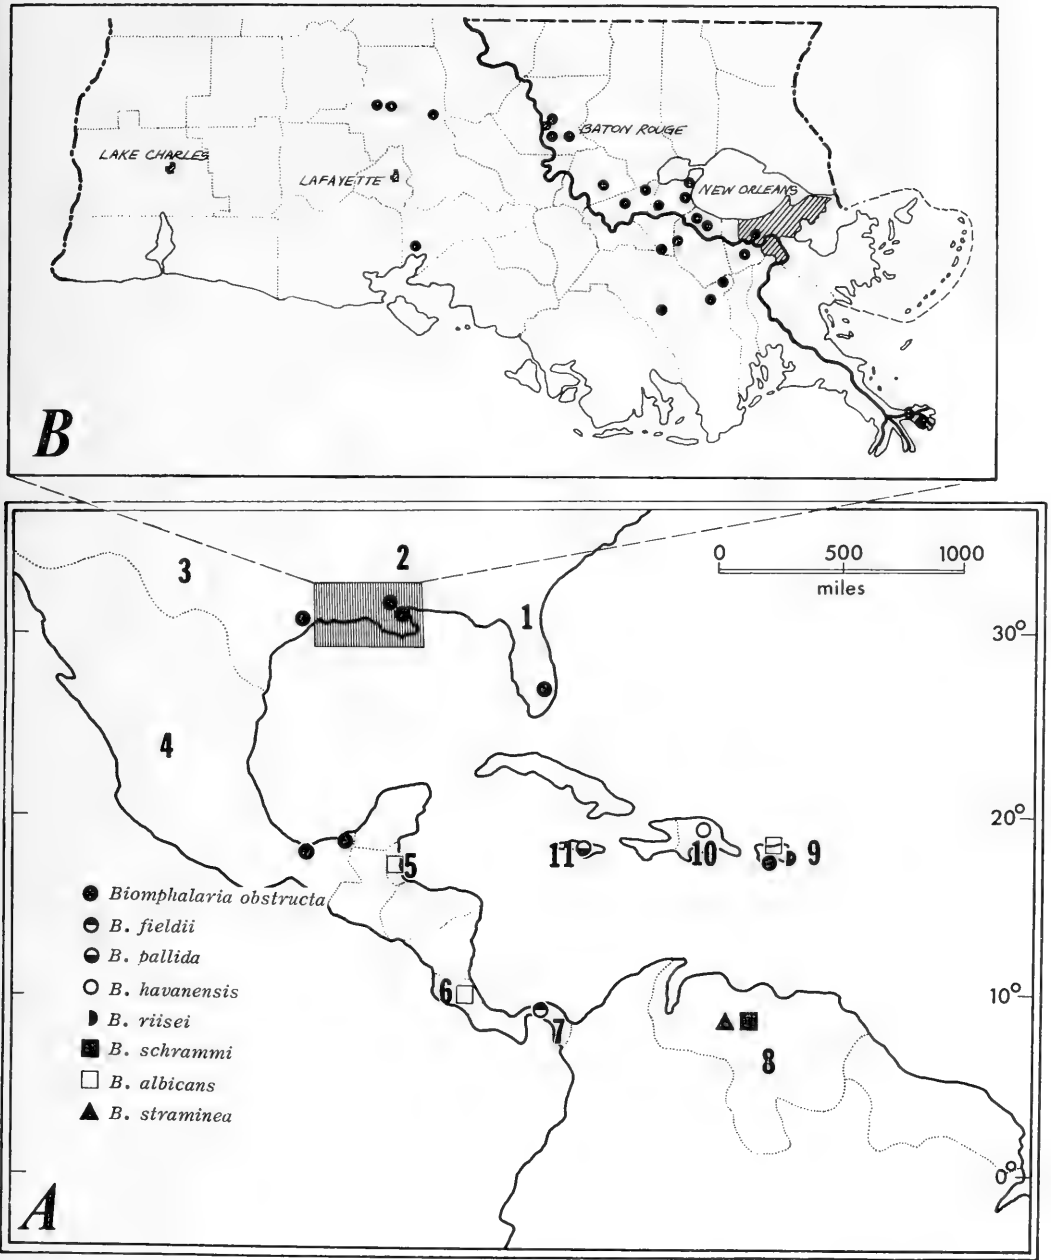 LAKE CHARLES
LAFAYETTE
BATON ROUGE
NEW ORLEANS
B
0 500 1000
miles
3
2
1
30°
4
20°
5
11
10
9
Biomphalaria obstructa
B. fieldii
B. pallida
B. havanensis
B. riisei
B. schrammi
B. albicans
B. straminea
6
10°
7
8
0°
A